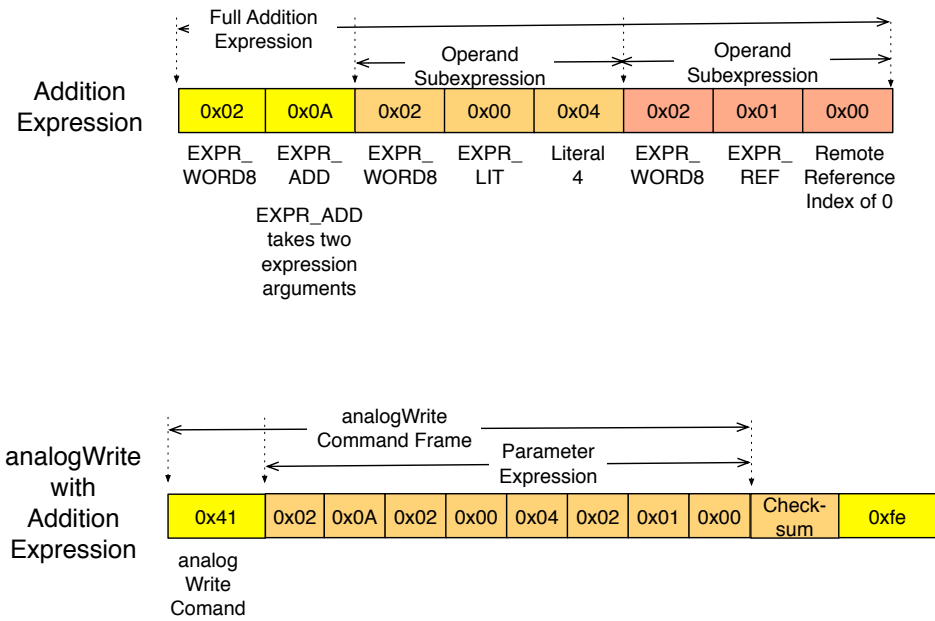 Full Addition
Expression
Operand
Subexpression
Operand
Subexpression
Addition
Expression
0x02 0x0A 0x02 0x00 0x04 0x02 0x01 0x00
EXPR_
WORD8
EXPR_
ADD
EXPR_
WORD8
EXPR_
LIT
Literal
4
EXPR_
WORD8
EXPR_
REF
Remote
Reference
Index of 0
EXPR_ADD
takes two
expression
arguments
analogWrite
Command Frame
Parameter
Expression
analogWrite
with
Addition
Expression
0x41 0x02 0x0A 0x02 0x00 0x04 0x02 0x01 0x00
Check-
sum
0xfe
analog
Write
Comand